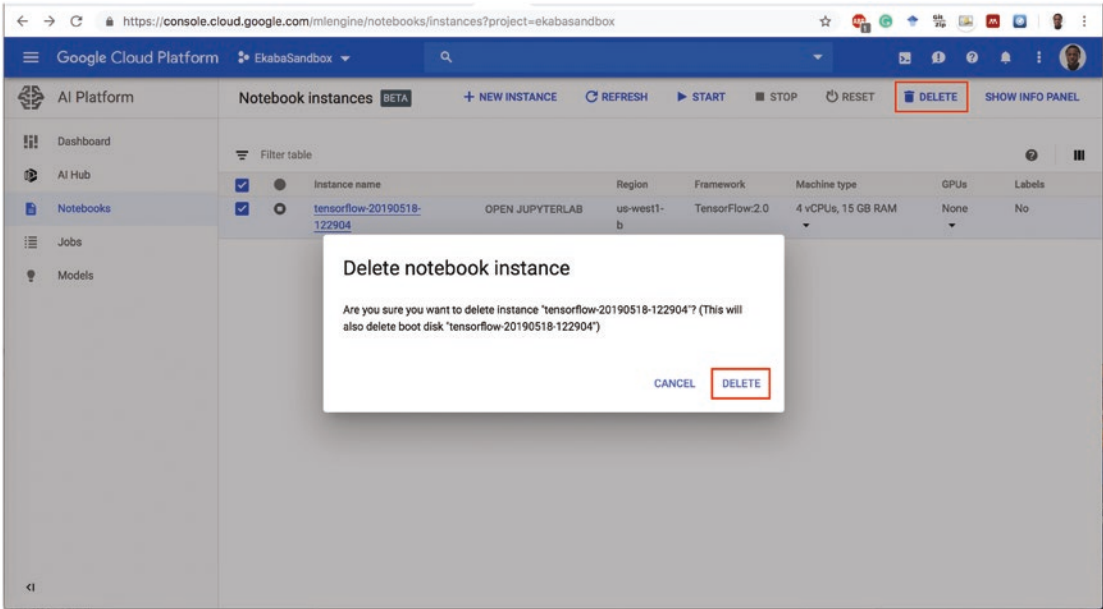 https://console.cloud.google.com/mlengine/notebooks/instances?project=ekabasandbox
Google Cloud Platform EkabaSandbox
AI Platform Notebook instances BETA + NEW INSTANCE REFRESH START STOP RESET DELETE SHOW INFO PANEL
Dashboard
Filter table
AI Hub
Instance name Region Framework Machine type GPUs Labels
Notebooks
tensorflow-20190518- OPEN JUPYTERLAB us-west1- TensorFlow:2.0 4 vCPUs, 15 GB RAM None No
122904 b
Jobs
Models
Delete notebook instance
Are you sure you want to delete instance "tensorflow-20190518-122904"? (This will
also delete boot disk "tensorflow-20190518-122904")
CANCEL DELETE